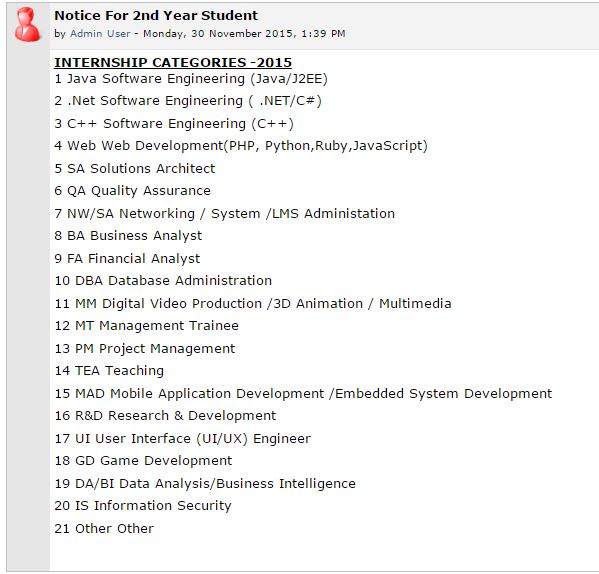 Notice For 2nd Year Student
by Admin User - Monday, 30 November 2015, 1:39 PM
INTERNSHIP CATEGORIES -2015
1 Java Software Engineering (Java/J2EE)
2 .Net Software Engineering ( .NET/C#)
3 C++ Software Engineering (C++)
4 Web Web Development(PHP, Python,Ruby,JavaScript)
5 SA Solutions Architect
6 QA Quality Assurance
7 NW/SA Networking / System /LMS Administation
8 BA Business Analyst
9 FA Financial Analyst
10 DBA Database Administration
11 MM Digital Video Production /3D Animation / Multimedia
12 MT Management Trainee
13 PM Project Management
14 TEA Teaching
15 MAD Mobile Application Development /Embedded System Development
16 R&D Research & Development
17 UI User Interface (UI/UX) Engineer
18 GD Game Development
19 DA/BI Data Analysis/Business Intelligence
20 IS Information Security
21 Other Other